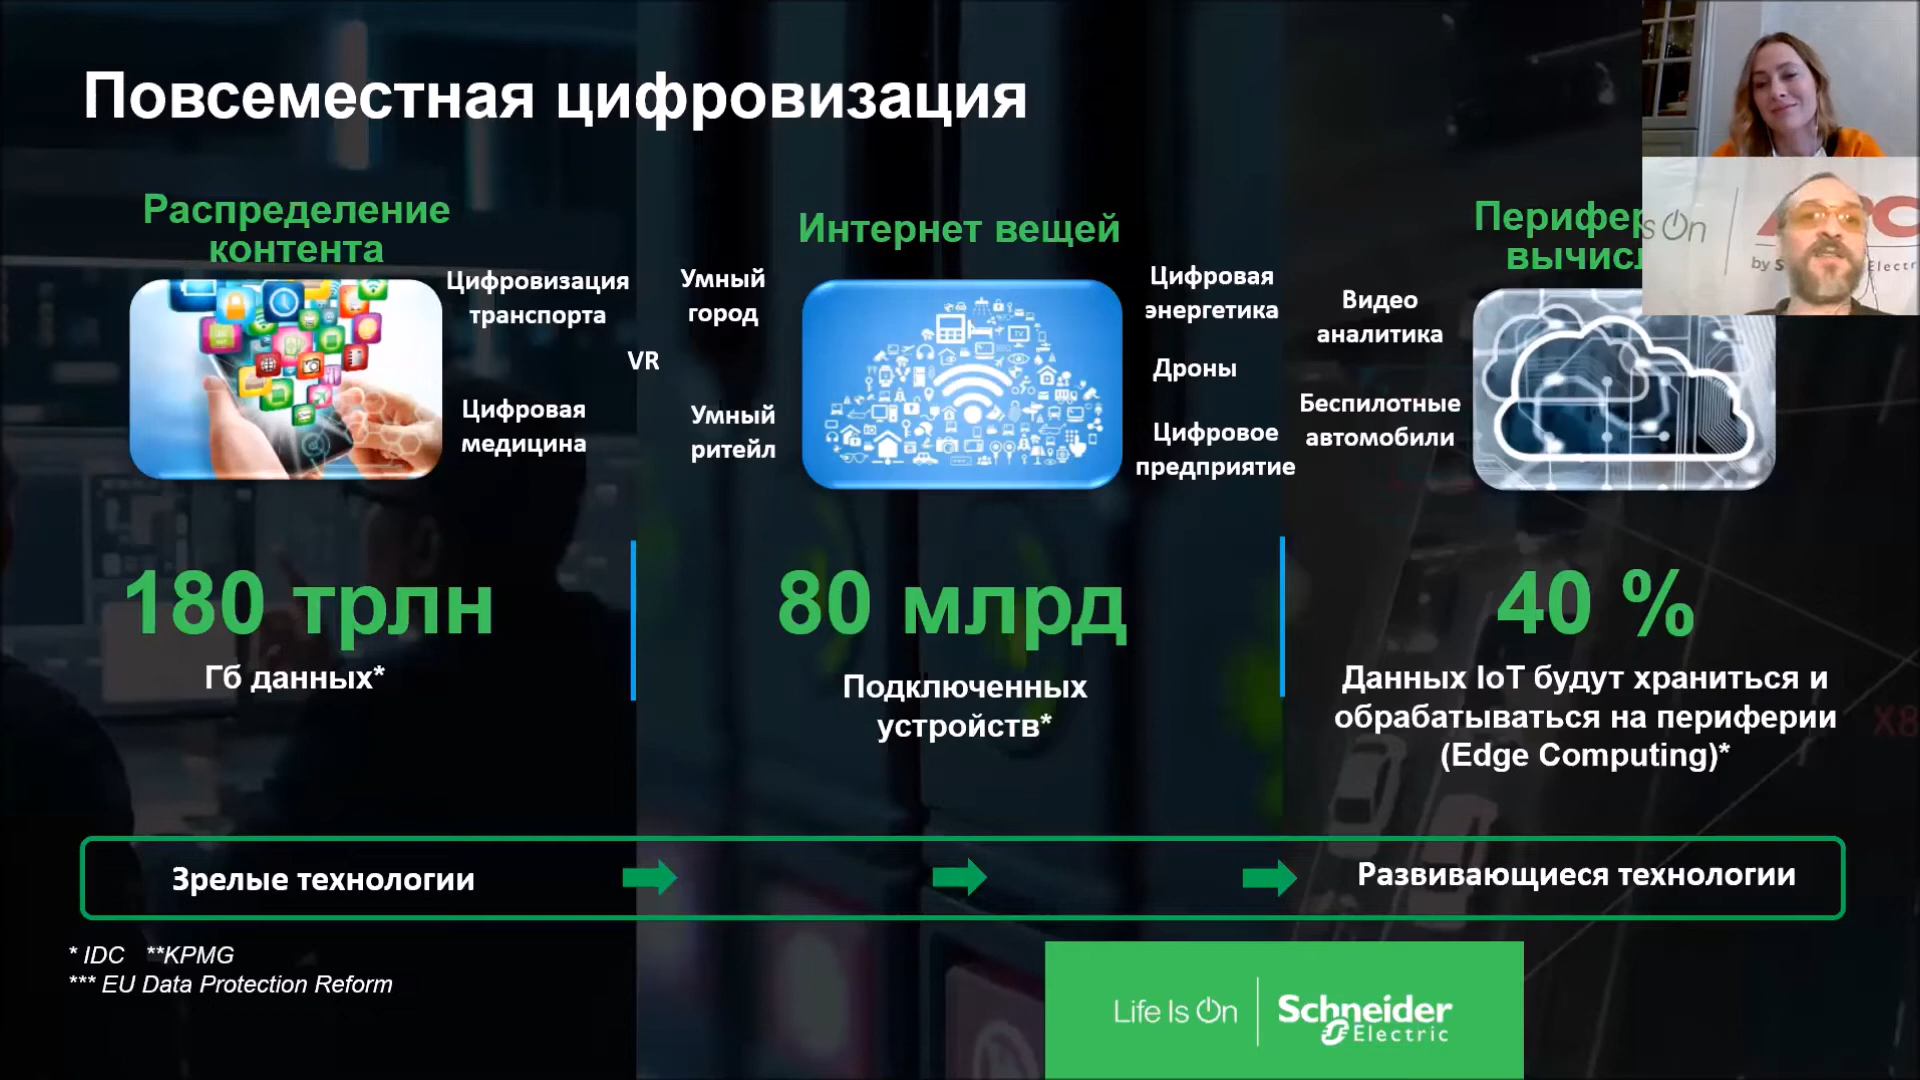 Повсеместная цифровизация
Распределение
контента
Цифровизация
транспорта
VR
Цифровая
медицина
Интернет вещей
Умный
город
Умный
ритейл
Цифровая
энергетика
Дроны
Цифровое
предприятие
Видео
аналитика
Беспилотные
автомобили
s On
by S Electr
180 трлн
Гб данных*
80 млрд
Подключенных
устройств*
40 %
Данных IoT будут храниться и
обрабатываться на периферии
(Edge Computing)*
Зрелые технологии
Развивающиеся технологии
* IDC **KPMG
*** EU Data Protection Reform
Life Is On
Schneider
Electric